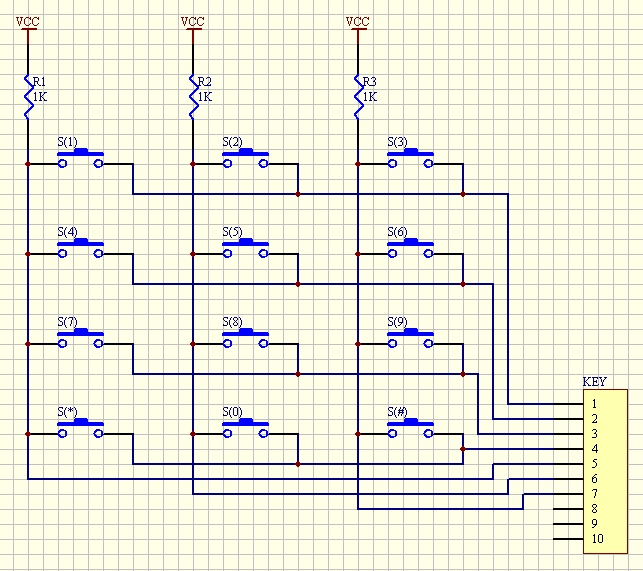 VCC VCC VCC
R1 R2 R3
1K 1K 1K
S(1) S(2) S(3)
S(4) S(5) S(6)
S(7) S(8) S(9)
S(*) S(0) S(#)
KEY
1
2
3
4
5
6
7
8
9
10